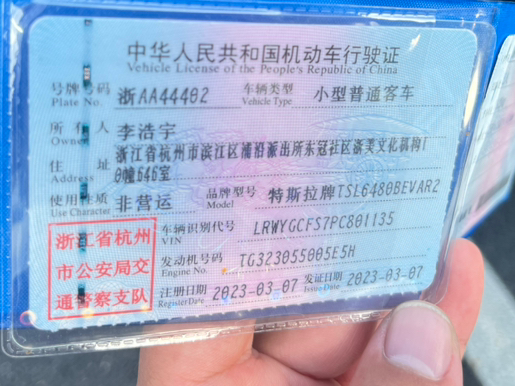 中华人民共和国机动车行驶证
Vehicle License of the People's Republic of China
号牌号码 浙AA44402 车辆类型 小型普通客车
Plate No. Vehicle Type
所有人 李浩宇
Owner
住址 浙江省杭州市滨江区浦沿派出所东冠社区浙美文化机构1
Address 0幢646室
使用性质 非营运 品牌型号 特斯拉牌TSL6480BEVAR2
Use Character Model
浙江省杭州
市公安局交
通警察支队
车辆识别代号 LRWYGCFS7PC801135
VIN
发动机号码 TG323055005E5H
Engine No.
注册日期 2023-03-07 发证日期 2023-03-07
Register Date Issue Date